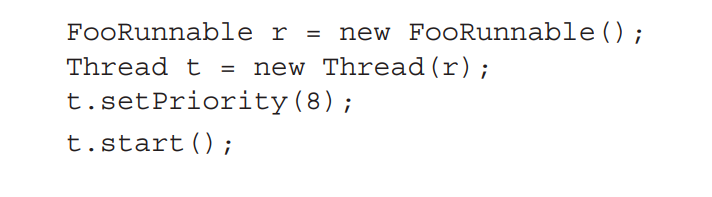 FooRunnable r = new FooRunnable();
Thread t = new Thread(r);
t.setPriority(8);
t.start();